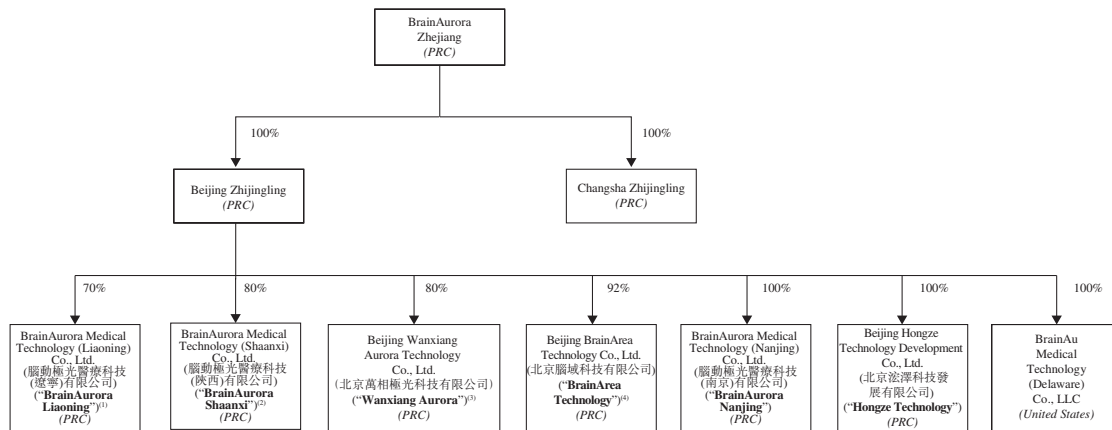 BrainAurora
Zhejiang
(PRC)
100%
100%
Beijing Zhijingling
(PRC)
Changsha Zhijingling
(PRC)
70%
80%
80%
92%
100%
100%
100%
BrainAurora Medical
Technology (Liaoning)
Co., Ltd.
(腦動極光醫療科技
(遼寧)有限公司)
(“BrainAurora
Liaoning”)(1)
(PRC)
BrainAurora Medical
Technology (Shaanxi)
Co., Ltd.
(腦動極光醫療科技
(陝西)有限公司)
(“BrainAurora
Shaanxi”)(2)
(PRC)
Beijing Wanxiang
Aurora Technology
Co., Ltd.
(北京萬相極光科技有限公司)
(“Wanxiang Aurora”)(3)
(PRC)
Beijing BrainArea
Technology Co., Ltd.
(北京腦域科技有限公司)
(“BrainArea
Technology”)(4)
(PRC)
BrainAurora Medical
Technology (Nanjing)
Co., Ltd.
(腦動極光醫療科技
(南京)有限公司)
(“BrainAurora
Nanjing”)
(PRC)
Beijing Hongze
Technology Development
Co., Ltd.
(北京浤澤科技發
展有限公司)
(“Hongze Technology”)
(PRC)
BrainAu
Medical
Technology
(Delaware)
Co., LLC
(United States)